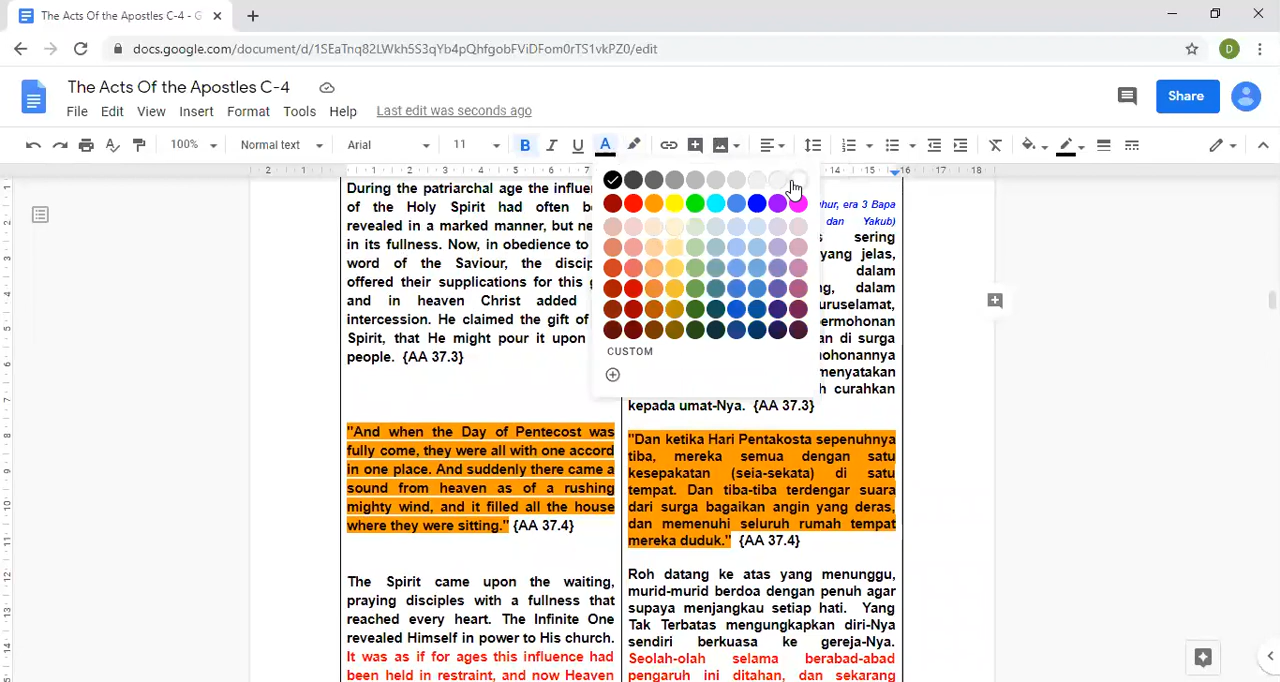 The Acts Of the Apostles C-4 - G
docs.google.com/document/d/1SEaTnq82LWkh5S3qYb4pQhfgobFViDFom0rTS1vkPZ0/edit
D
The Acts Of the Apostles C-4
File Edit View Insert Format Tools Help Last edit was seconds ago
Share
100% Normal text Arial 11 B I U A
2 1 1 14 15 16 17 18
During the patriarchal age the influen
of the Holy Spirit had often be
revealed in a marked manner, but ne
in its fullness. Now, in obedience to
word of the Saviour, the discip
offered their supplications for this g
and in heaven Christ added
intercession. He claimed the gift of
Spirit, that He might pour it upon
people. {AA 37.3}
"And when the Day of Pentecost was
fully come, they were all with one accord
in one place. And suddenly there came a
sound from heaven as of a rushing
mighty wind, and it filled all the house
where they were sitting." {AA 37.4}
The Spirit came upon the waiting,
praying disciples with a fullness that
reached every heart. The Infinite One
revealed Himself in power to His church.
It was as if for ages this influence had
been held in restraint, and now Heaven
CUSTOM
hur, era 3 Bapa
dan Yakub)
s sering
yang jelas,
dalam
ng, dalam
uruselamat,
ermohonan
an di surga
ohonannya
menyatakan
h curahkan
kepada umat-Nya. {AA 37.3}
"Dan ketika Hari Pentakosta sepenuhnya
tiba, mereka semua dengan satu
kesepakatan (seia-sekata) di satu
tempat. Dan tiba-tiba terdengar suara
dari surga bagaikan angin yang deras,
dan memenuhi seluruh rumah tempat
mereka duduk." {AA 37.4}
Roh datang ke atas yang menunggu,
murid-murid berdoa dengan penuh agar
supaya menjangkau setiap hati. Yang
Tak Terbatas mengungkapkan diri-Nya
sendiri berkuasa ke gereja-Nya.
Seolah-olah selama berabad-abad
pengaruh ini ditahan, dan sekarang